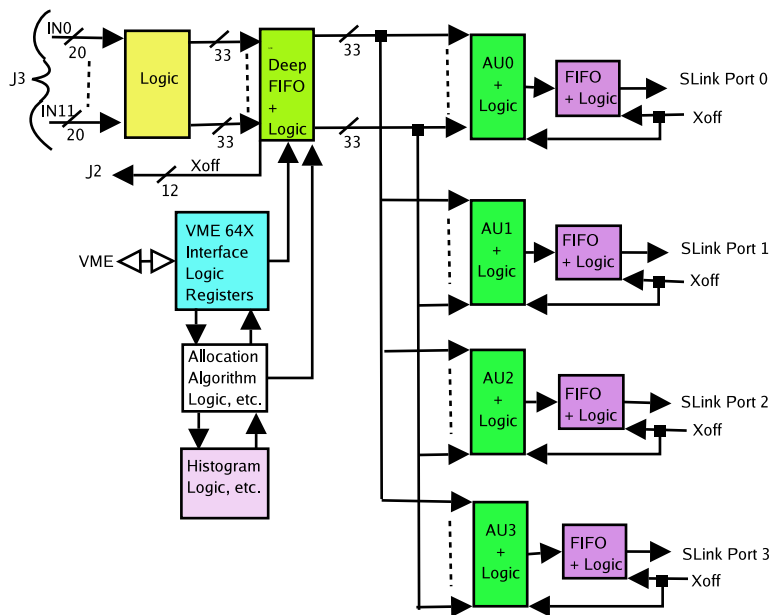 J3
IN0
20
IN11
20
Logic
33
33
-
Deep
FIFO
+
Logic
33
33
J2
12
Xoff
VME
VME 64X
Interface
Logic
Registers
Allocation
Algorithm
Logic, etc.
Histogram
Logic, etc.
AU0
+
Logic
FIFO
+ Logic
SLink Port 0
Xoff
AU1
+
Logic
FIFO
+ Logic
SLink Port 1
Xoff
AU2
+
Logic
FIFO
+ Logic
SLink Port 2
Xoff
AU3
+
Logic
FIFO
+ Logic
SLink Port 3
Xoff